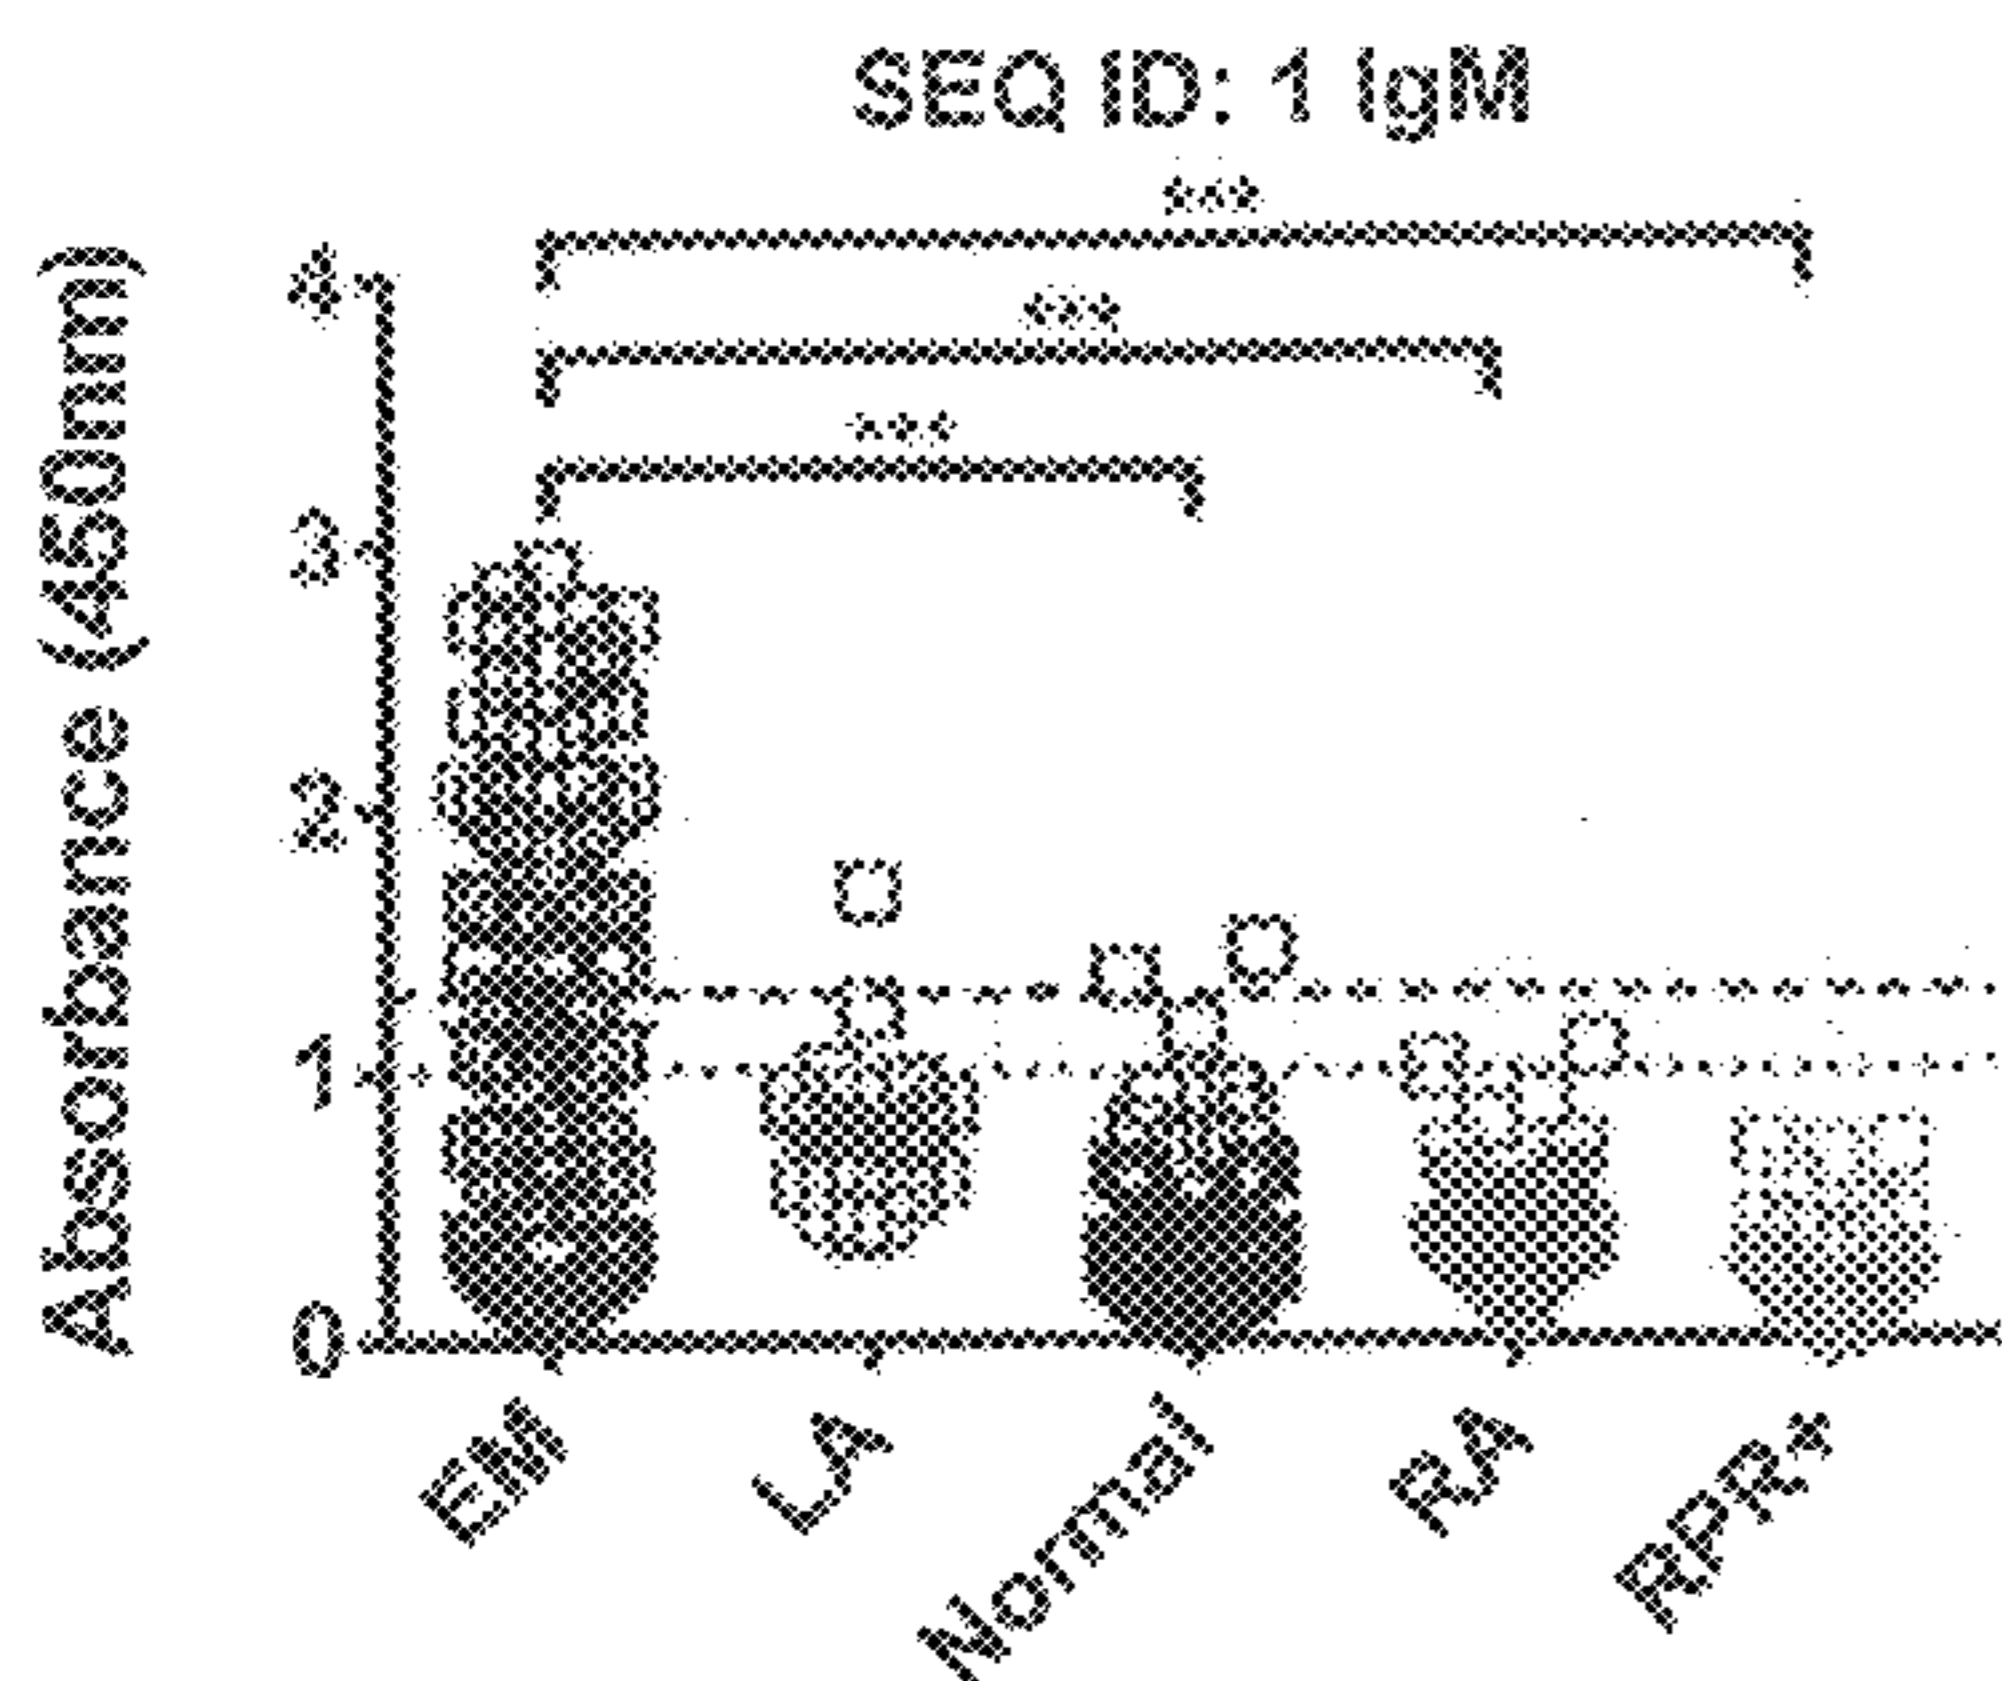 SEQ ID: 1 IgM
***
***
***
Absorbance (450nm)
4
3
2
1
0
EM
LA
Normal
RA
RPR+